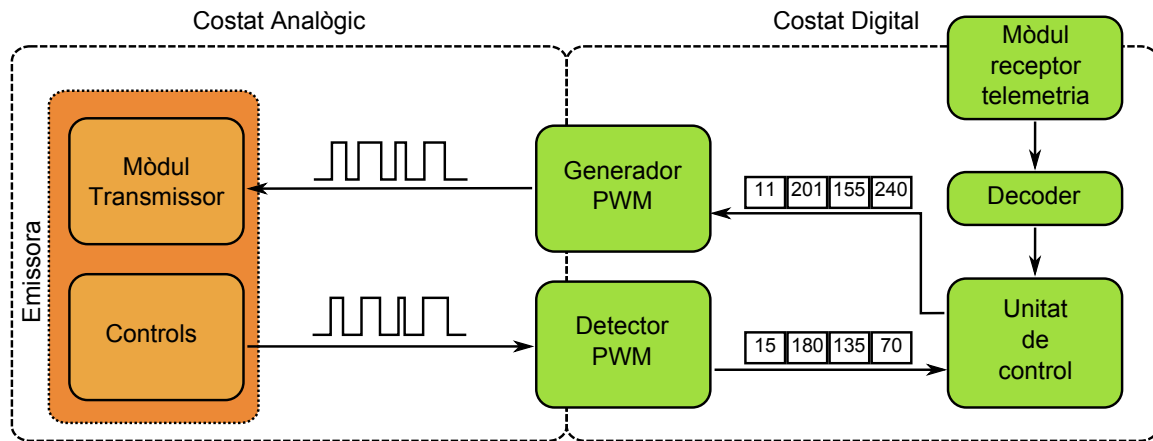 Costat Analògic
Costat Digital
Emissora
Mòdul
Transmissor
Controls
Generador
PWM
Detector
PWM
11 201 155 240
15 180 135 70
Mòdul
receptor
telemetria
Decoder
Unitat
de
control